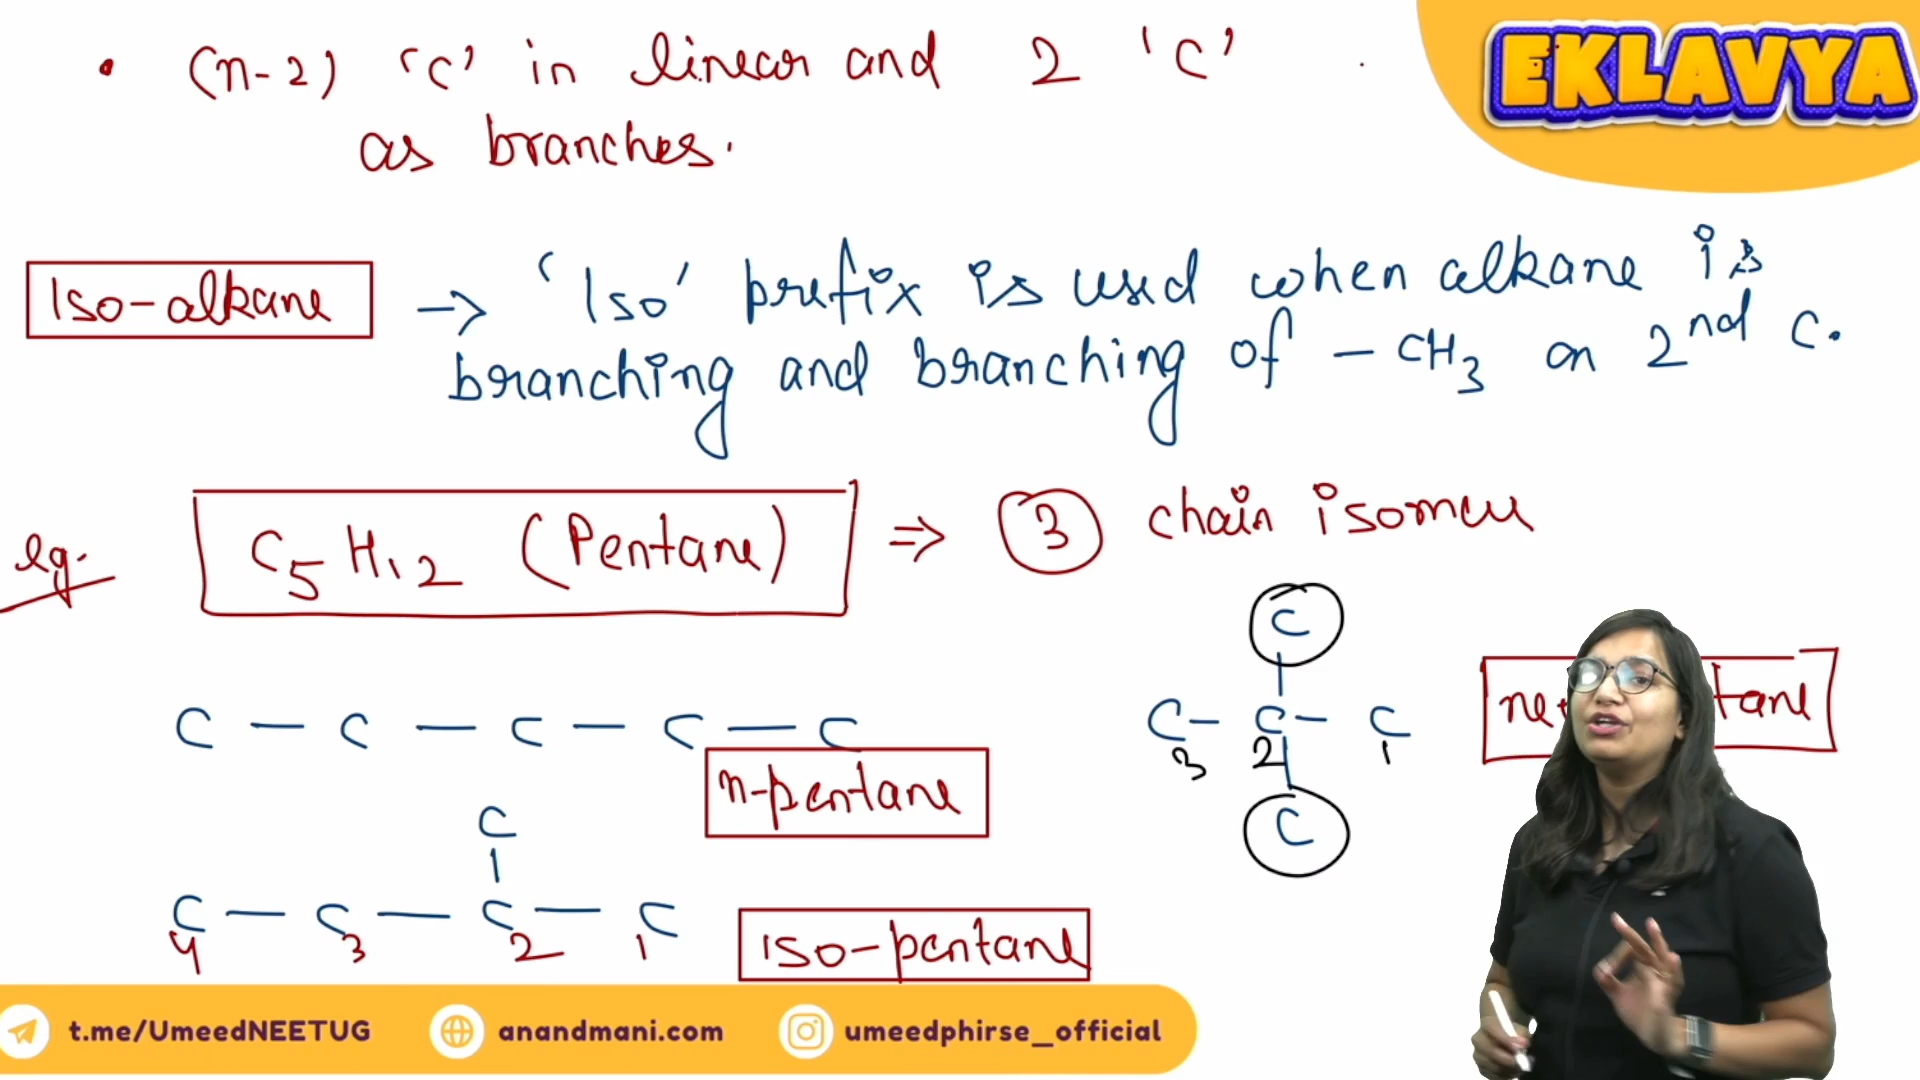 • (n-2) 'C' in linear and 2 'C'
as branches.
EKLAVYA
Iso-alkane → 'Iso' prefix is used when alkane is
branching and branching of -CH₃ on 2nd C.
eg. C₅H₁₂ (Pentane) ⇒ 3 chain isomer
C
C - C - C
3 2 1
C
ne tane
C - C - C - C - C
n-pentane
C
C - C - C - C
4 3 2 1
iso-pentane
t.me/UmeedNEETUG anandmani.com umeedphirse_official